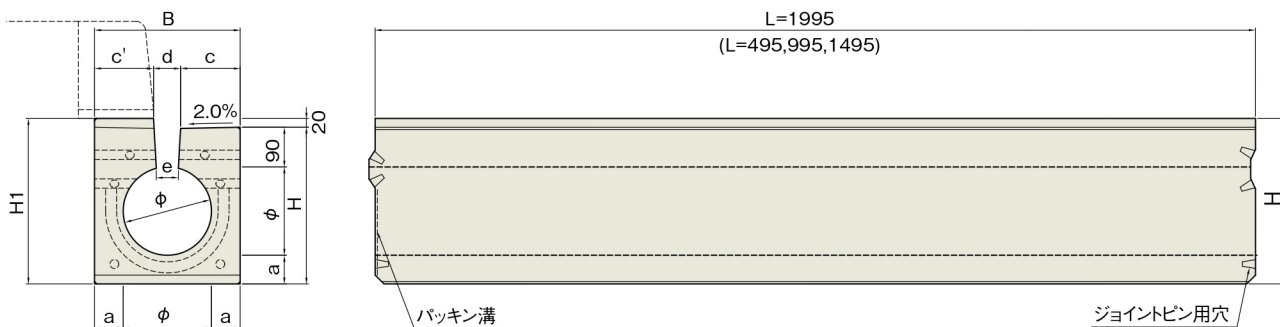 B
c' d c
2.0%
20
90
e
H1
φ
φ
H
a
a φ a
L=1995
(L=495,995,1495)
H
パッキン溝
ジョイントピン用穴